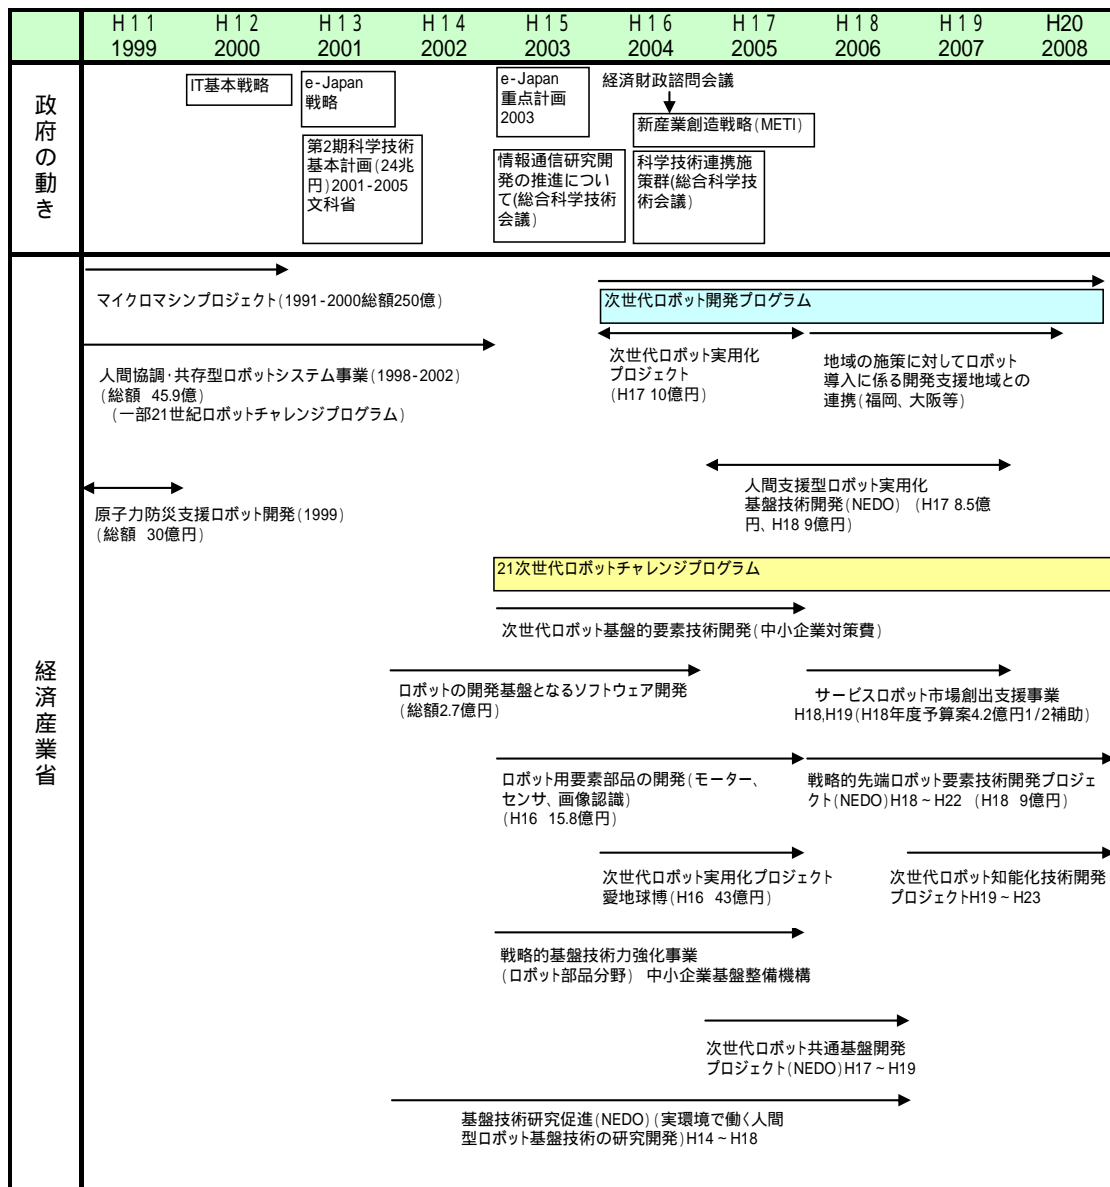 Ｈ１１ Ｈ１２ Ｈ１３ Ｈ１４ Ｈ１５ Ｈ１６ Ｈ１７ Ｈ１８ Ｈ１９ H20
1999 2000 2001 2002 2003 2004 2005 2006 2007 2008
政府の動き
IT基本戦略
e-Japan
戦略
第2期科学技術
基本計画(24兆
円)2001-2005
文科省
e-Japan
重点計画
2003
情報通信研究開
発の推進につい
て(総合科学技術
会議)
経済財政諮問会議
新産業創造戦略(METI)
科学技術連携施
策群(総合科学技
術会議)
経済産業省
マイクロマシンプロジェクト(1991-2000総額250億)
次世代ロボット開発プログラム
人間協調･共存型ロボットシステム事業(1998-2002)
(総額 45.9億)
(一部21世紀ロボットチャレンジプログラム)
次世代ロボット実用化
プロジェクト
(H17 10億円)
地域の施策に対してロボット
導入に係る開発支援地域との
連携(福岡、大阪等)
原子力防災支援ロボット開発(1999)
(総額 30億円)
人間支援型ロボット実用化
基盤技術開発(NEDO) (H17 8.5億
円、H18 9億円)
21次世代ロボットチャレンジプログラム
次世代ロボット基盤的要素技術開発(中小企業対策費)
ロボットの開発基盤となるソフトウェア開発
(総額2.7億円)
サービスロボット市場創出支援事業
H18,H19(H18年度予算案4.2億円1/2補助)
ロボット用要素部品の開発(モーター、
センサ、画像認識)
(H16 15.8億円)
戦略的先端ロボット要素技術開発プロジェ
クト(NEDO)H18～H22 (H18 9億円)
次世代ロボット実用化プロジェクト
愛地球博(H16 43億円)
次世代ロボット知能化技術開発
プロジェクトH19～H23
戦略的基盤技術力強化事業
(ロボット部品分野) 中小企業基盤整備機構
次世代ロボット共通基盤開発
プロジェクト(NEDO)H17～H19
基盤技術研究促進(NEDO)(実環境で働く人間
型ロボット基盤技術の研究開発)H14～H18